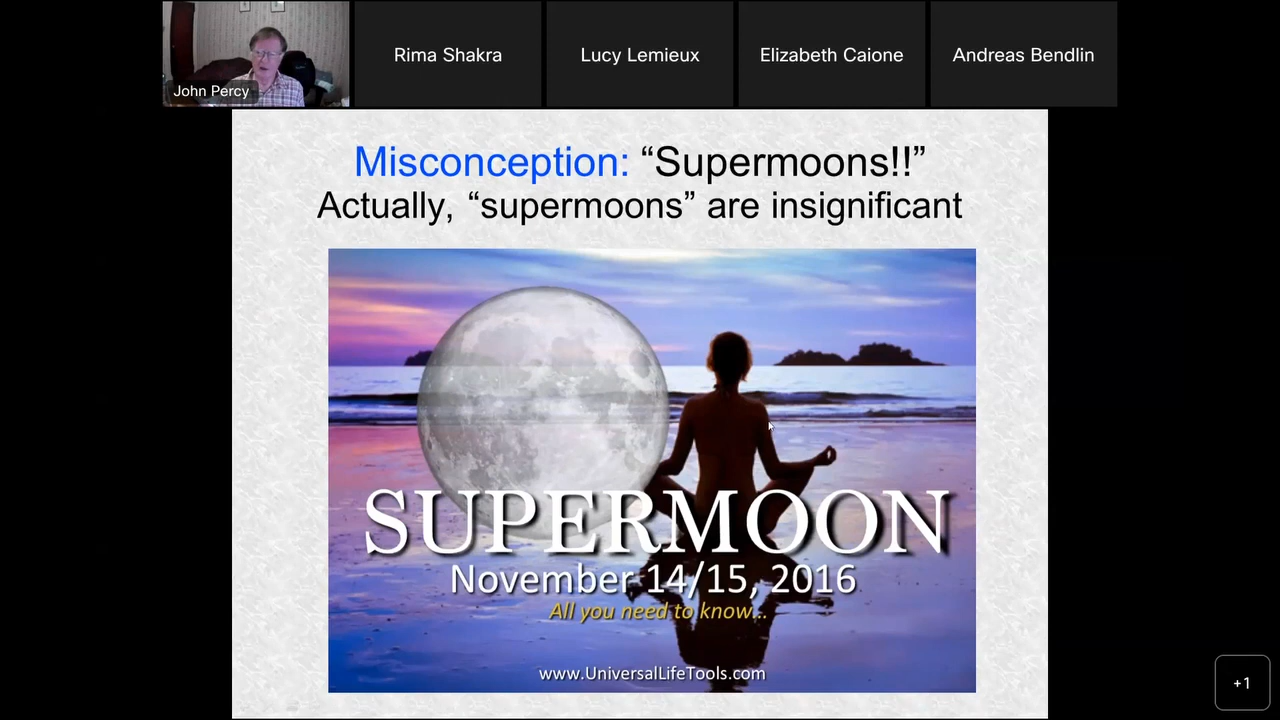 John Percy
Rima Shakra
Lucy Lemieux
Elizabeth Caione
Andreas Bendlin
Misconception: “Supermoons!!”
Actually, “supermoons” are insignificant
SUPERMOON
November 14/15, 2016
All you need to know...
www.UniversalLifeTools.com
+1